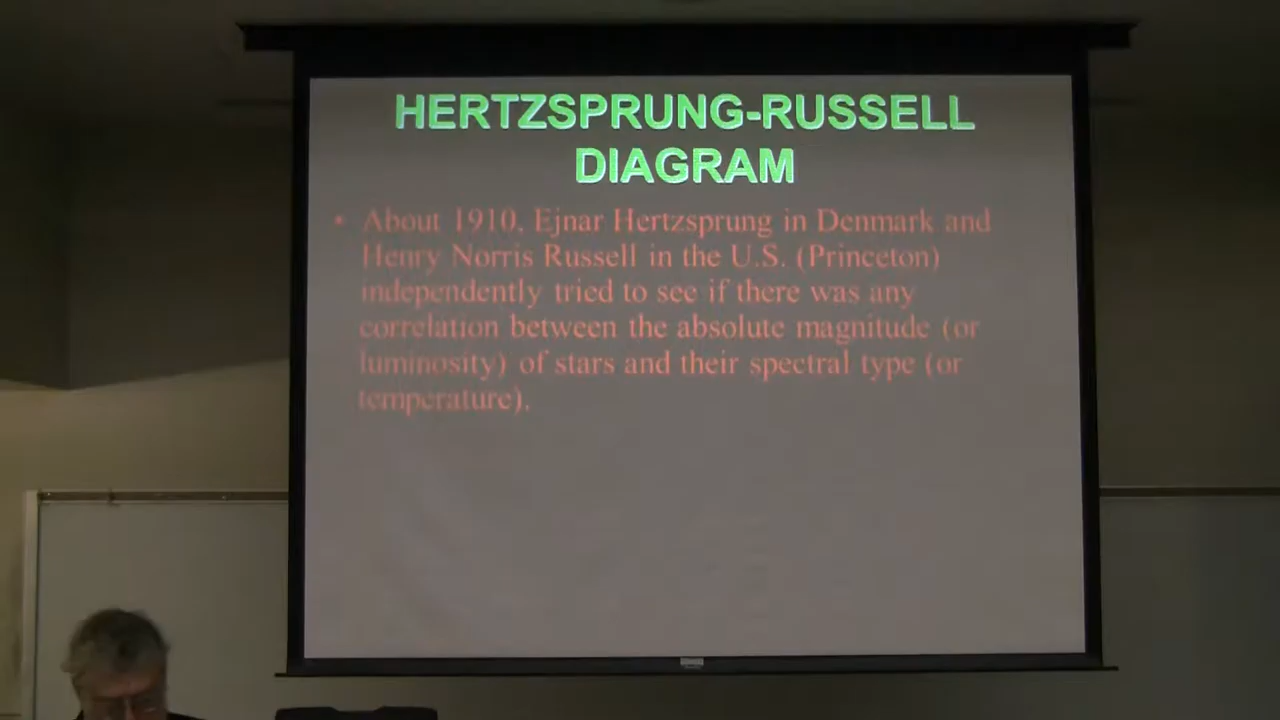 HERTZSPRUNG-RUSSELL
DIAGRAM
• About 1910, Ejnar Hertzsprung in Denmark and
Henry Norris Russell in the U.S. (Princeton)
independently tried to see if there was any
correlation between the absolute magnitude (or
luminosity) of stars and their spectral type (or
temperature).